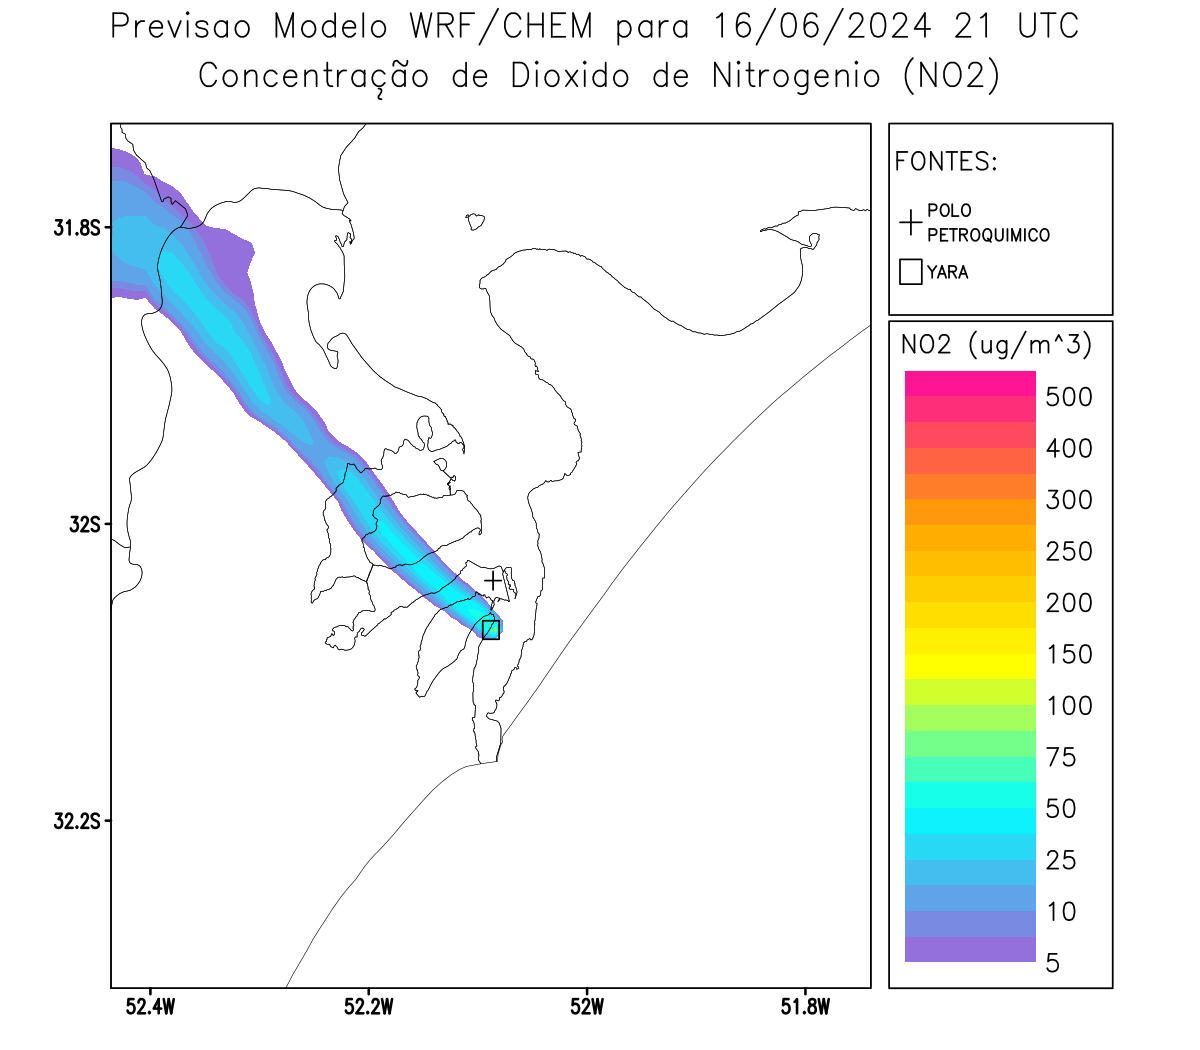 Previsao Modelo WRF/CHEM para 16/06/2024 21 UTC
Concentração de Dioxido de Nitrogenio (NO2)
FONTES:
POLO
PETROQUIMICO
YARA
31.8S
32S
32.2S
52.4W
52.2W
52W
51.8W
NO2 (ug/m^3)
500
400
300
250
200
150
100
75
50
25
10
5